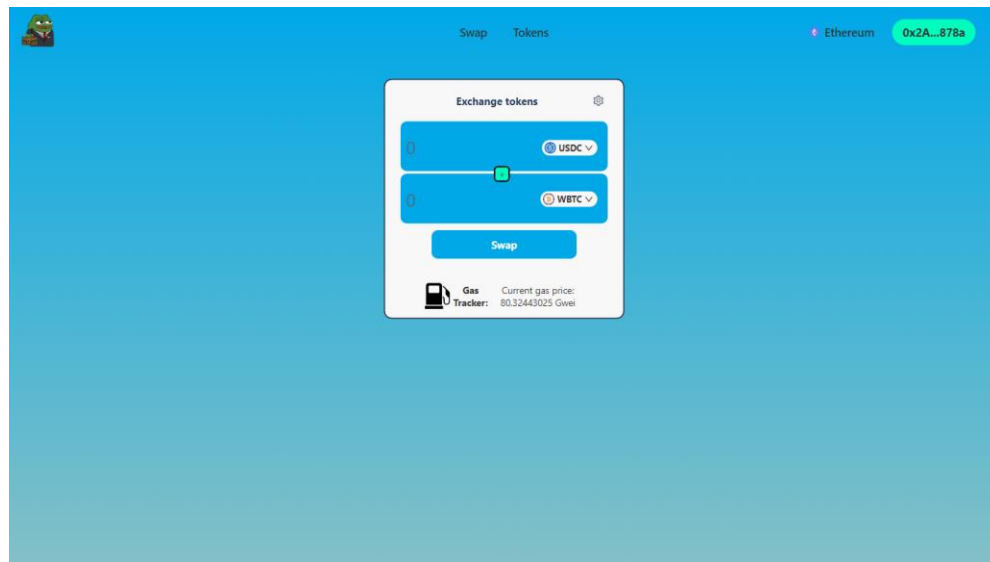 Swap Tokens Ethereum 0x2A...878a
Exchange tokens
0 USDC
0 WBTC
Swap
Gas Tracker:
Current gas price:
80.32443025 Gwei